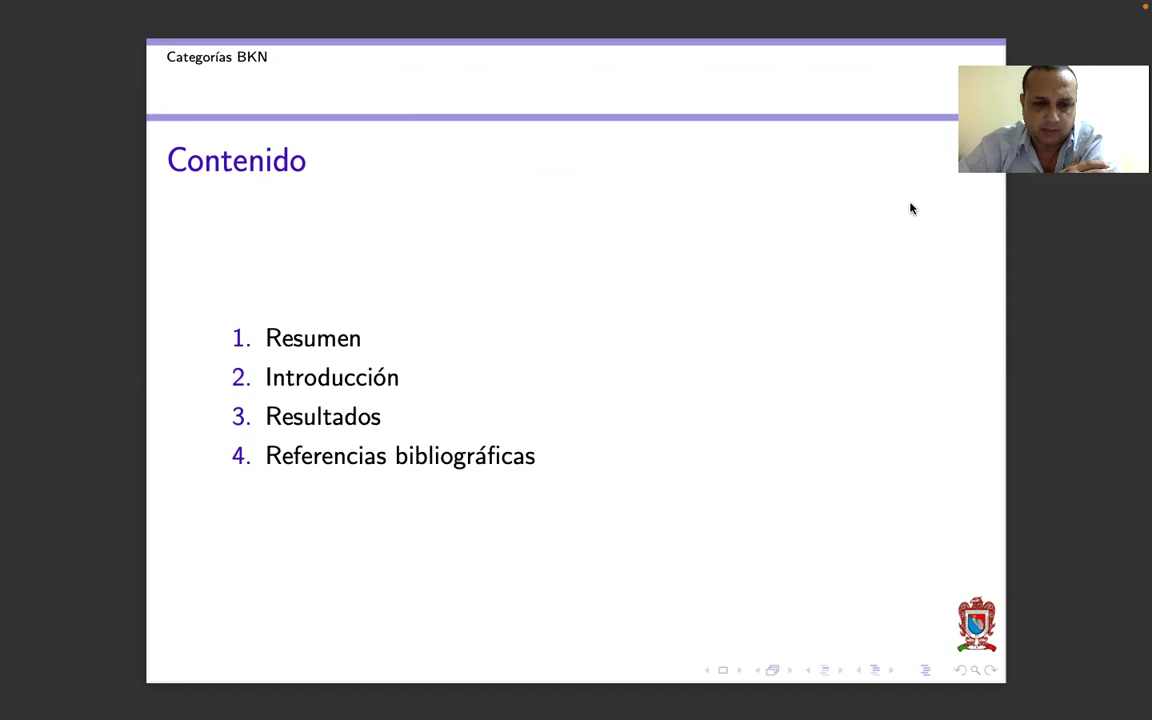 Categorías BKN
Contenido
1. Resumen
2. Introducción
3. Resultados
4. Referencias bibliográficas